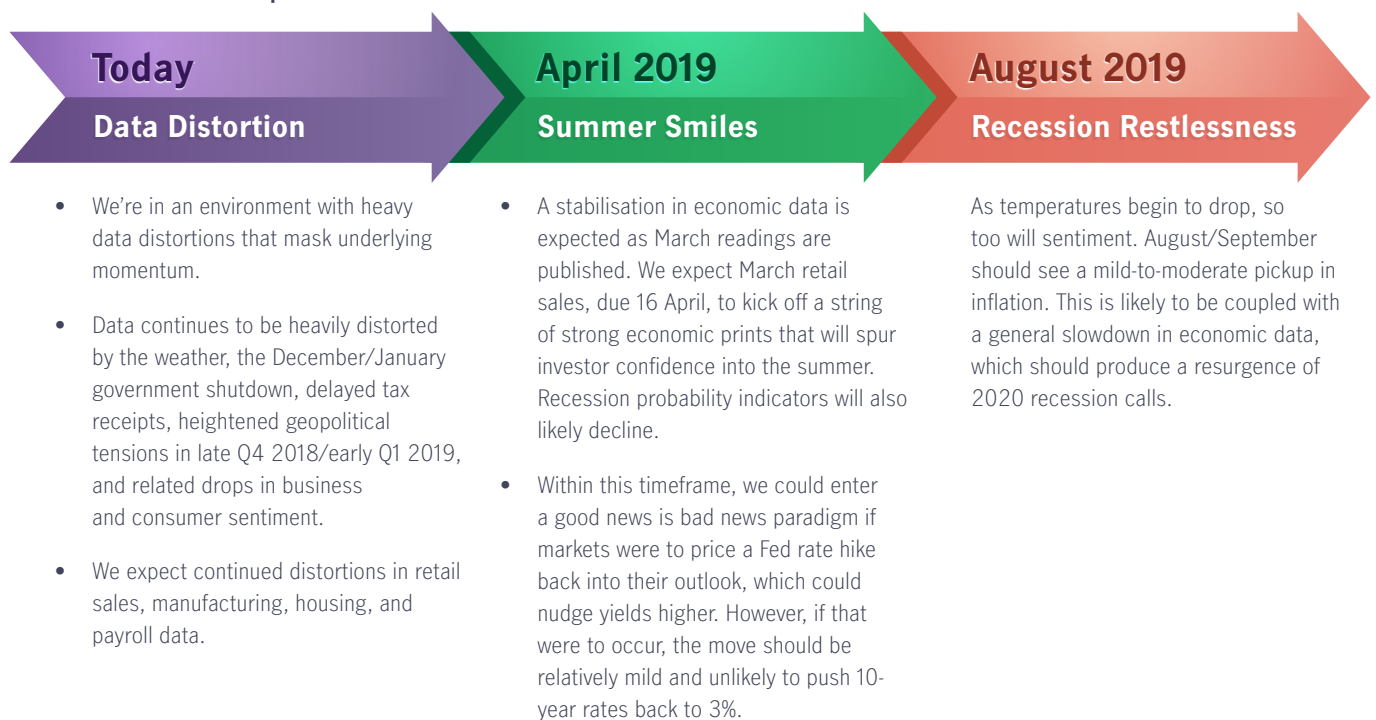 Today
Data Distortion
• We're in an environment with heavy
data distortions that mask underlying
momentum.
• Data continues to be heavily distorted
by the weather, the December/January
government shutdown, delayed tax
receipts, heightened geopolitical
tensions in late Q4 2018/early Q1 2019,
and related drops in business
and consumer sentiment.
• We expect continued distortions in retail
sales, manufacturing, housing, and
payroll data.
April 2019
Summer Smiles
• A stabilisation in economic data is
expected as March readings are
published. We expect March retail
sales, due 16 April, to kick off a string
of strong economic prints that will spur
investor confidence into the summer.
Recession probability indicators will also
likely decline.
• Within this timeframe, we could enter
a good news is bad news paradigm if
markets were to price a Fed rate hike
back into their outlook, which could
nudge yields higher. However, if that
were to occur, the move should be
relatively mild and unlikely to push 10-
year rates back to 3%.
August 2019
Recession Restlessness
As temperatures begin to drop, so
too will sentiment. August/September
should see a mild-to-moderate pickup in
inflation. This is likely to be coupled with
a general slowdown in economic data,
which should produce a resurgence of
2020 recession calls.